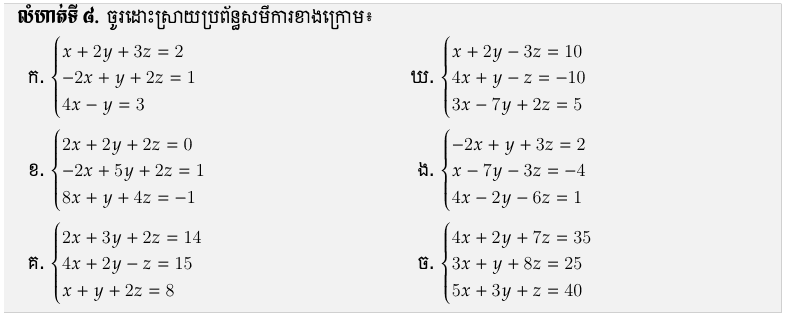 លំហាត់ទី ៨. ចូរដោះស្រាយប្រព័ន្ធសមីការខាងក្រោម៖
ក. x + 2y + 3z = 2
−2x + y + 2z = 1
4x − y = 3
ខ. 2x + 2y + 2z = 0
−2x + 5y + 2z = 1
8x + y + 4z = −1
គ. 2x + 3y + 2z = 14
4x + 2y − z = 15
x + y + 2z = 8
ឃ. x + 2y − 3z = 10
4x + y − z = −10
3x − 7y + 2z = 5
ង. −2x + y + 3z = 2
x − 7y − 3z = −4
4x − 2y − 6z = 1
ច. 4x + 2y + 7z = 35
3x + y + 8z = 25
5x + 3y + z = 40